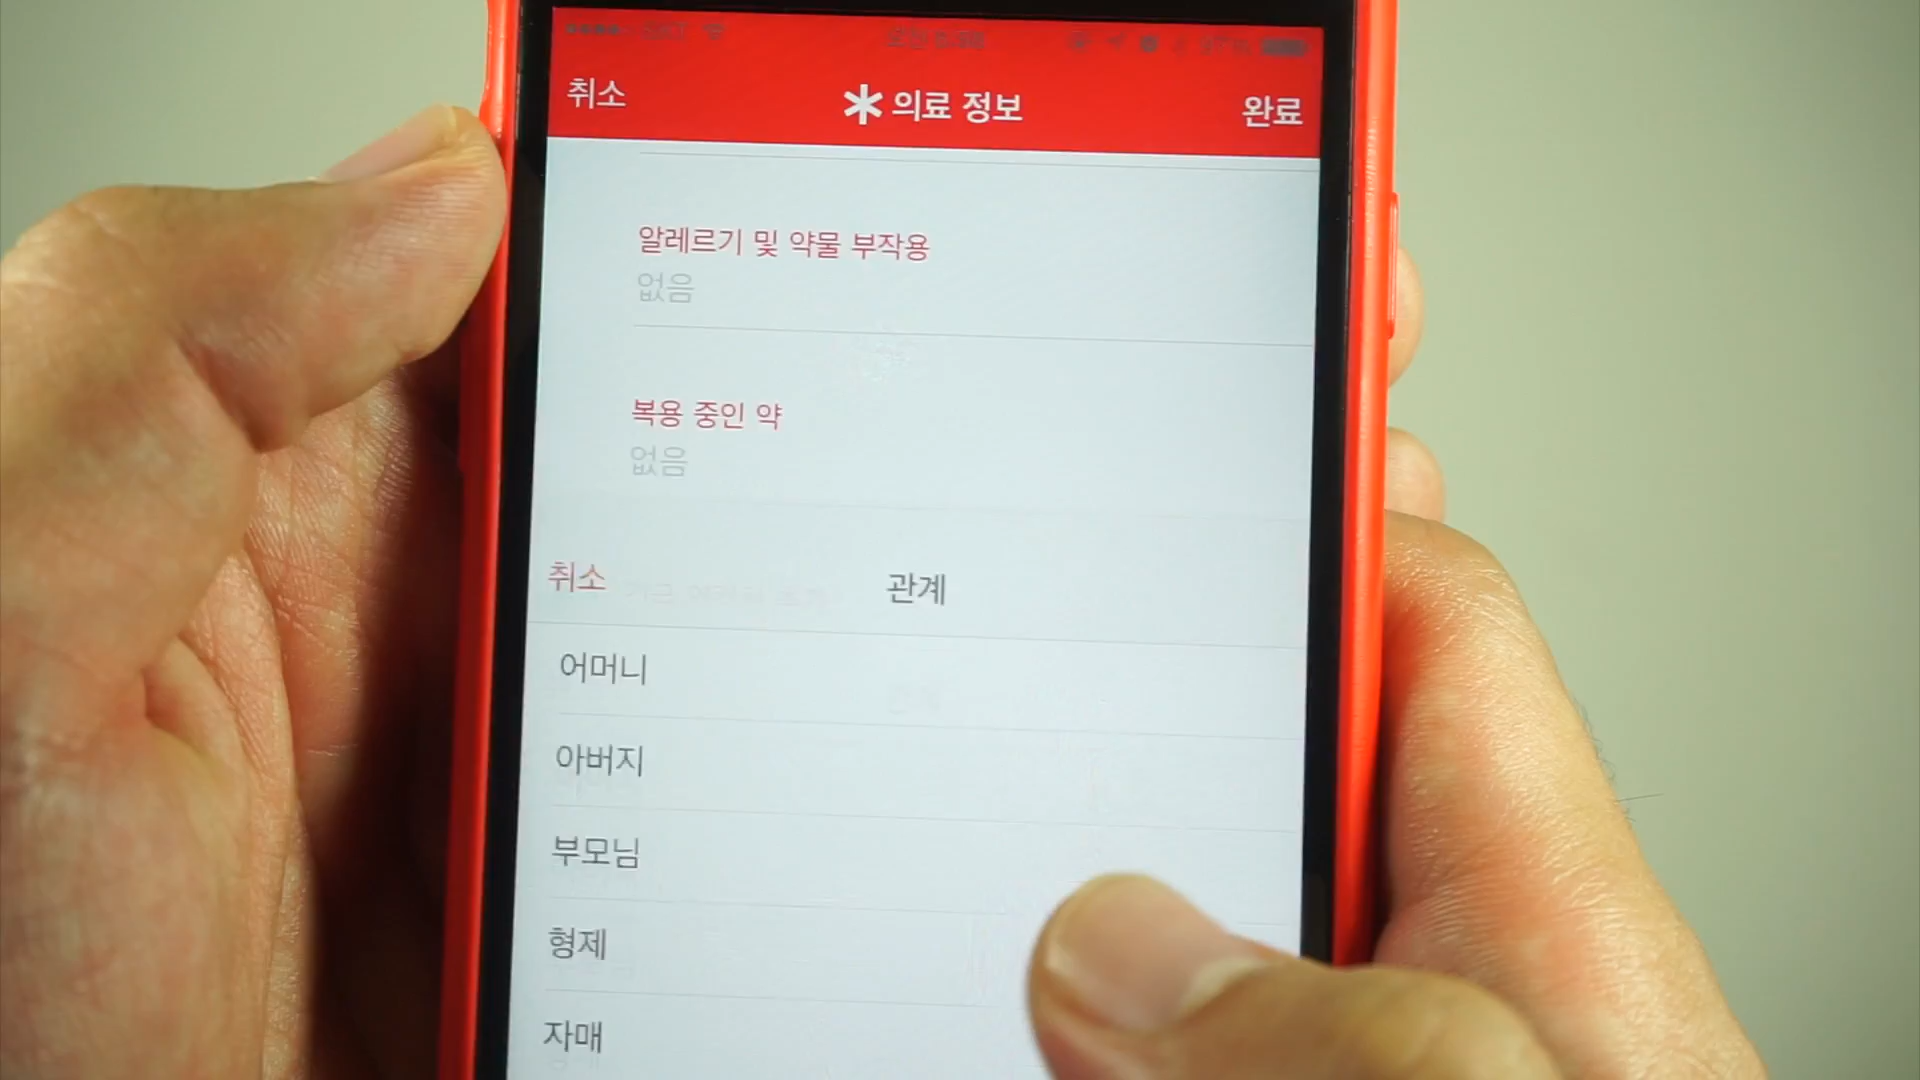 취소
의료 정보
완료
알레르기 및 약물 부작용
없음
복용 중인 약
없음
취소
관계
어머니
아버지
부모님
형제
자매